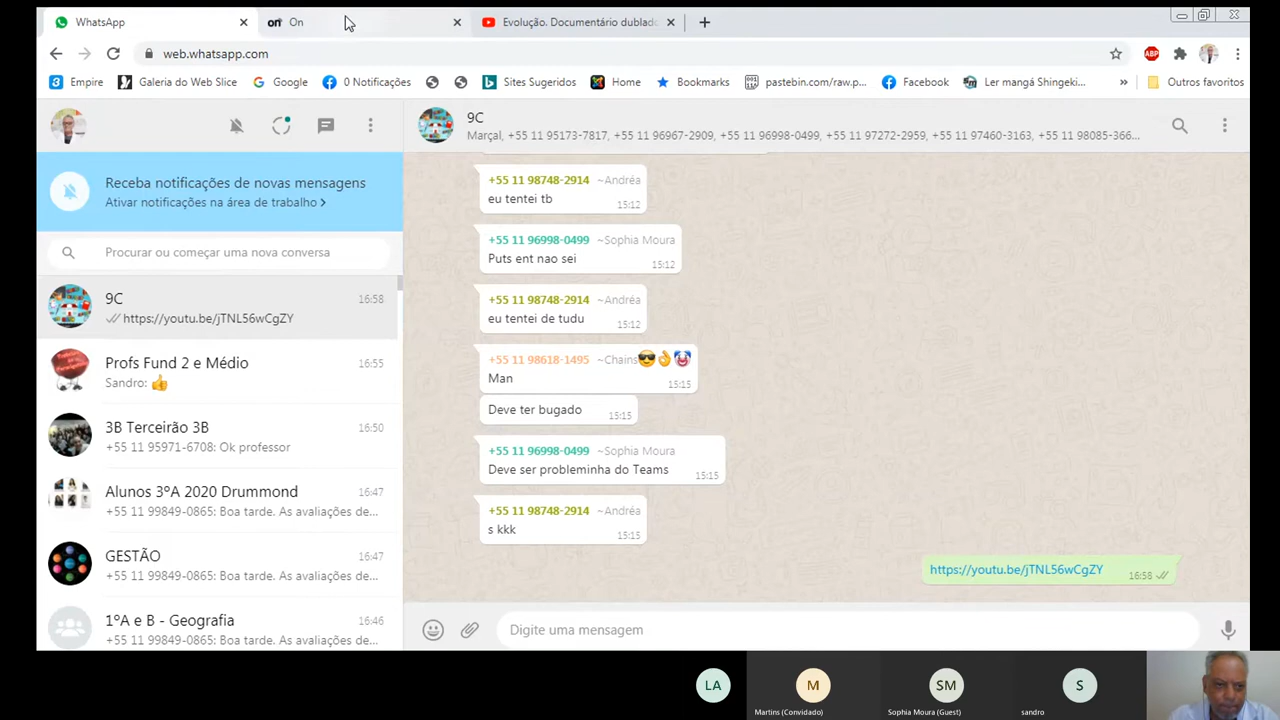 WhatsApp
on On
Evolução. Documentário dublado
web.whatsapp.com
Empire
Galeria do Web Slice
Google
0 Notificações
Sites Sugeridos
Home
Bookmarks
pastebin.com/raw.p...
Facebook
Ler mangá Shingeki...
»
Outros favoritos
ABP
9C
Marçal, +55 11 95173-7817, +55 11 96967-2909, +55 11 96998-0499, +55 11 97272-2959, +55 11 97460-3163, +55 11 98085-366...
Receba notificações de novas mensagens
Ativar notificações na área de trabalho >
Procurar ou começar uma nova conversa
9C 16:58
https://youtu.be/jTNL56wCgZY
Profs Fund 2 e Médio 16:55
Sandro: 👍
3B Terceirão 3B 16:50
+55 11 95971-6708: Ok professor
Alunos 3ºA 2020 Drummond 16:47
+55 11 99849-0865: Boa tarde. As avaliações de...
GESTÃO 16:47
+55 11 99849-0865: Boa tarde. As avaliações de...
1ºA e B - Geografia 16:46
+55 11 99849-0865: Boa tarde. As avaliações de...
+55 11 98748-2914 ~Andréa
eu tentei tb 15:12
+55 11 96998-0499 ~Sophia Moura
Puts ent nao sei 15:12
+55 11 98748-2914 ~Andréa
eu tentei de tudu 15:12
+55 11 98618-1495 ~Chains😎👌🤡
Man 15:15
Deve ter bugado 15:15
+55 11 96998-0499 ~Sophia Moura
Deve ser probleminha do Teams 15:15
+55 11 98748-2914 ~Andréa
s kkk 15:15
https://youtu.be/jTNL56wCgZY 16:58
Digite uma mensagem
LA
M
Martins (Convidado)
SM
Sophia Moura (Guest)
S
sandro